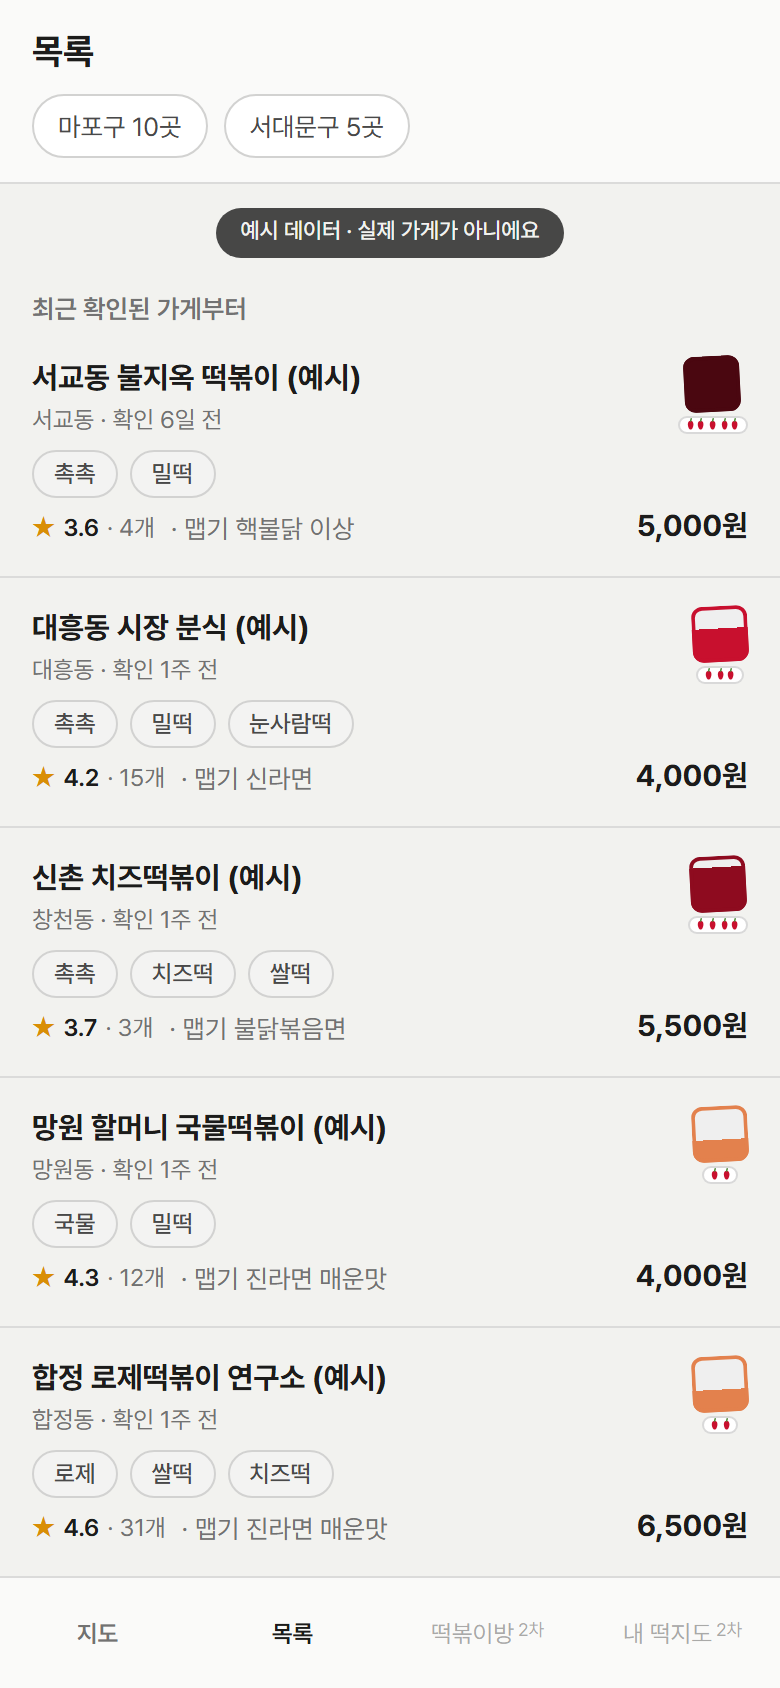 목록
마포구 10곳 서대문구 5곳
예시 데이터 · 실제 가게가 아니에요
최근 확인된 가게부터
서교동 불지옥 떡볶이 (예시)
서교동 · 확인 6일 전
촉촉 밀떡
★ 3.6 · 4개 · 맵기 핵불닭 이상 5,000원
대흥동 시장 분식 (예시)
대흥동 · 확인 1주 전
촉촉 밀떡 눈사람떡
★ 4.2 · 15개 · 맵기 신라면 4,000원
신촌 치즈떡볶이 (예시)
창천동 · 확인 1주 전
촉촉 치즈떡 쌀떡
★ 3.7 · 3개 · 맵기 불닭볶음면 5,500원
망원 할머니 국물떡볶이 (예시)
망원동 · 확인 1주 전
국물 밀떡
★ 4.3 · 12개 · 맵기 진라면 매운맛 4,000원
합정 로제떡볶이 연구소 (예시)
합정동 · 확인 1주 전
로제 쌀떡 치즈떡
★ 4.6 · 31개 · 맵기 진라면 매운맛 6,500원
지도 목록 떡볶이방 2차 내 떡지도 2차